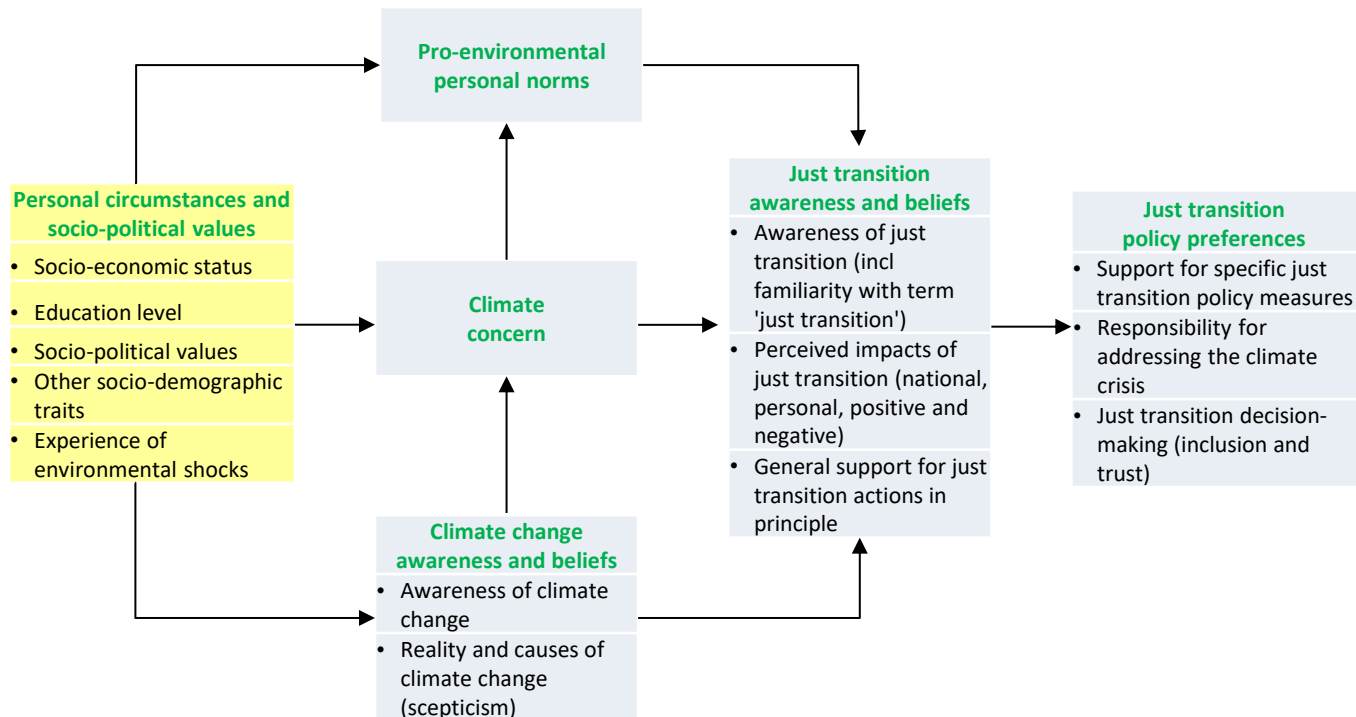 Pro-environmental
personal norms
Personal circumstances and
socio-political values
• Socio-economic status
• Education level
• Socio-political values
• Other socio-demographic
traits
• Experience of
environmental shocks
Climate
concern
Climate change
awareness and beliefs
• Awareness of climate
change
• Reality and causes of
climate change
(scepticism)
Just transition
awareness and beliefs
• Awareness of just
transition (incl
familiarity with term
'just transition')
• Perceived impacts of
just transition (national,
personal, positive and
negative)
• General support for just
transition actions in
principle
Just transition
policy preferences
• Support for specific just
transition policy measures
• Responsibility for
addressing the climate
crisis
• Just transition decision-
making (inclusion and
trust)